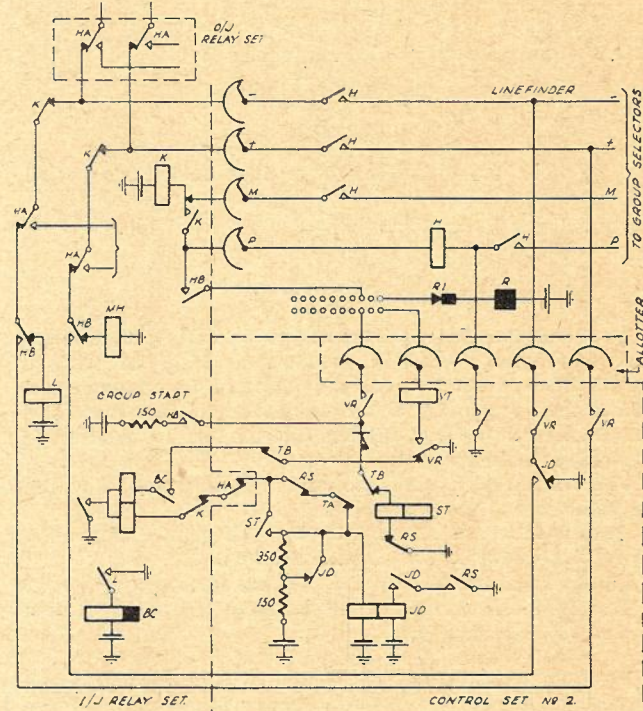 O/J
RELAY SET
HA
HA
K
-
H
LINEFINDER
-
K
+
H
+
K
M
H
M
K
P
H
H
P
TO GROUP SELECTORS
HA
HA
HB
R1
R
HB
MH
HB
L
ALLOTTER
GROUP START
150
HB
VR
VT
VR
VR
TB
VR
JD
BC
HA
RS
TB
K
TA
ST
ST
RS
350
JD
JD
RS
L
150
BC
JD
I/J RELAY SET.
CONTROL SET Nº 2.